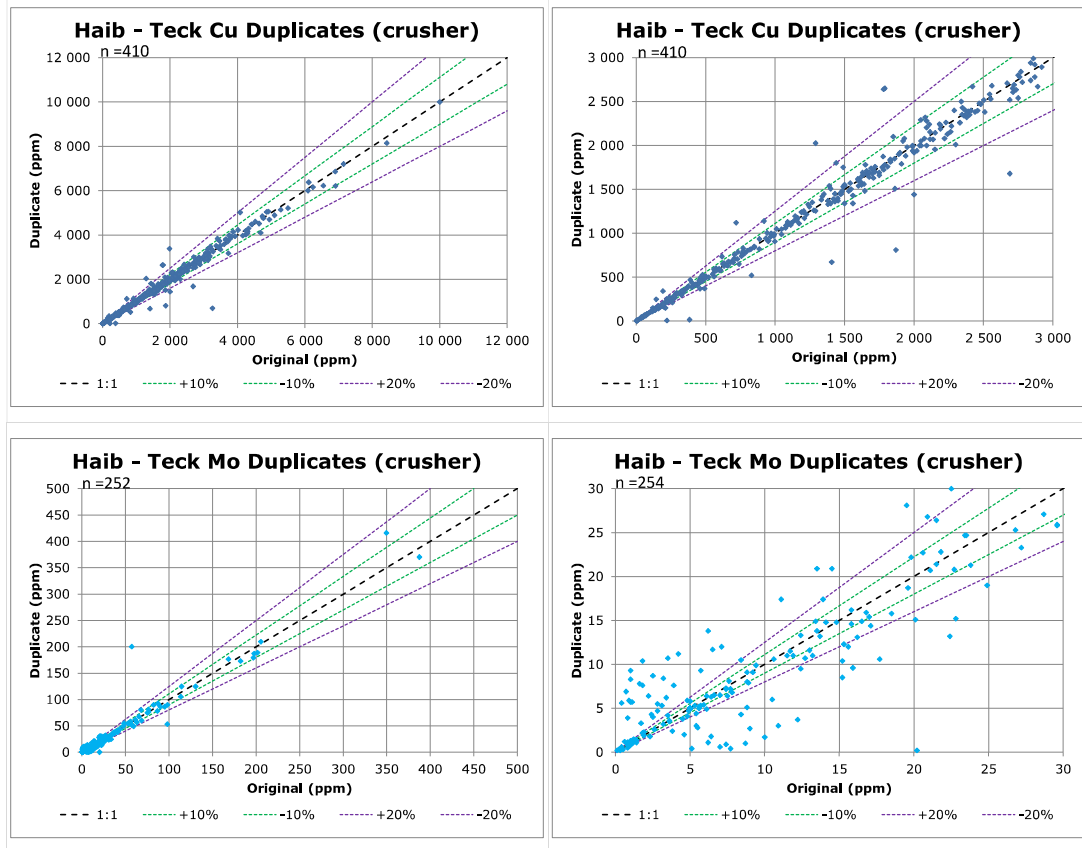 Haib - Teck Cu Duplicates (crusher)
n =410
12 000
10 000
8 000
6 000
4 000
2 000
0
Duplicate (ppm)
0 2 000 4 000 6 000 8 000 10 000 12 000
Original (ppm)
1:1 +10% -10% +20% -20%
Haib - Teck Cu Duplicates (crusher)
n =410
3 000
2 500
2 000
1 500
1 000
500
0
Duplicate (ppm)
0 500 1 000 1 500 2 000 2 500 3 000
Original (ppm)
1:1 +10% -10% +20% -20%
Haib - Teck Mo Duplicates (crusher)
n =252
500
450
400
350
300
250
200
150
100
50
0
Duplicate (ppm)
0 50 100 150 200 250 300 350 400 450 500
Original (ppm)
1:1 +10% -10% +20% -20%
Haib - Teck Mo Duplicates (crusher)
n =254
30
25
20
15
10
5
0
Duplicate (ppm)
0 5 10 15 20 25 30
Original (ppm)
1:1 +10% -10% +20% -20%